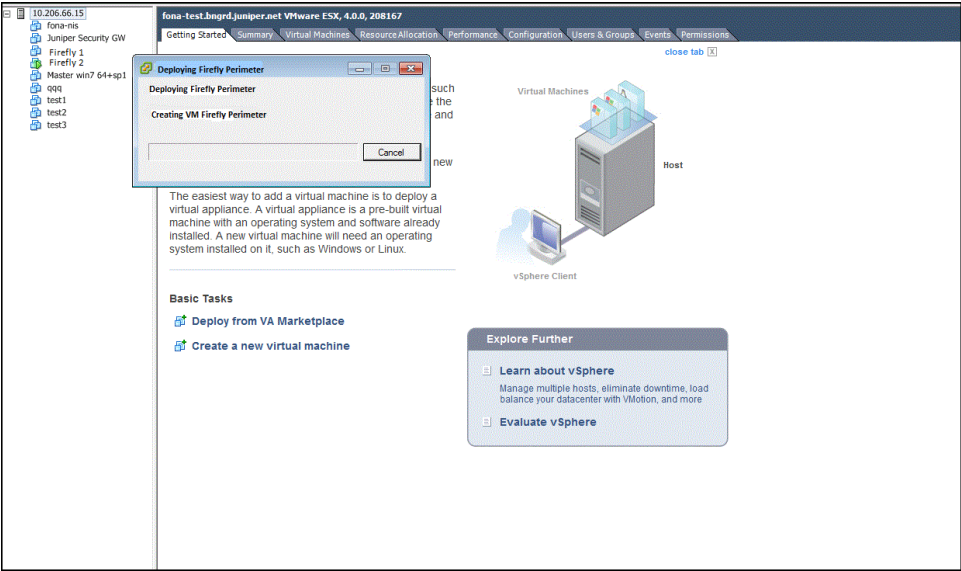 10.206.66.15
fona-nis
Juniper Security GW
Firefly 1
Firefly 2
Master win7 64+sp1
qqq
test1
test2
test3
fona-test.bngrd.juniper.net VMware ESX, 4.0.0, 208167
Getting Started Summary Virtual Machines Resource Allocation Performance Configuration Users & Groups Events Permissions
close tab X
Deploying Firefly Perimeter
Deploying Firefly Perimeter
Creating VM Firefly Perimeter
Cancel
such
the
and
new
The easiest way to add a virtual machine is to deploy a
virtual appliance. A virtual appliance is a pre-built virtual
machine with an operating system and software already
installed. A new virtual machine will need an operating
system installed on it, such as Windows or Linux.
Virtual Machines
Host
vSphere Client
Basic Tasks
Deploy from VA Marketplace
Create a new virtual machine
Explore Further
Learn about vSphere
Manage multiple hosts, eliminate downtime, load
balance your datacenter with VMotion, and more
Evaluate vSphere